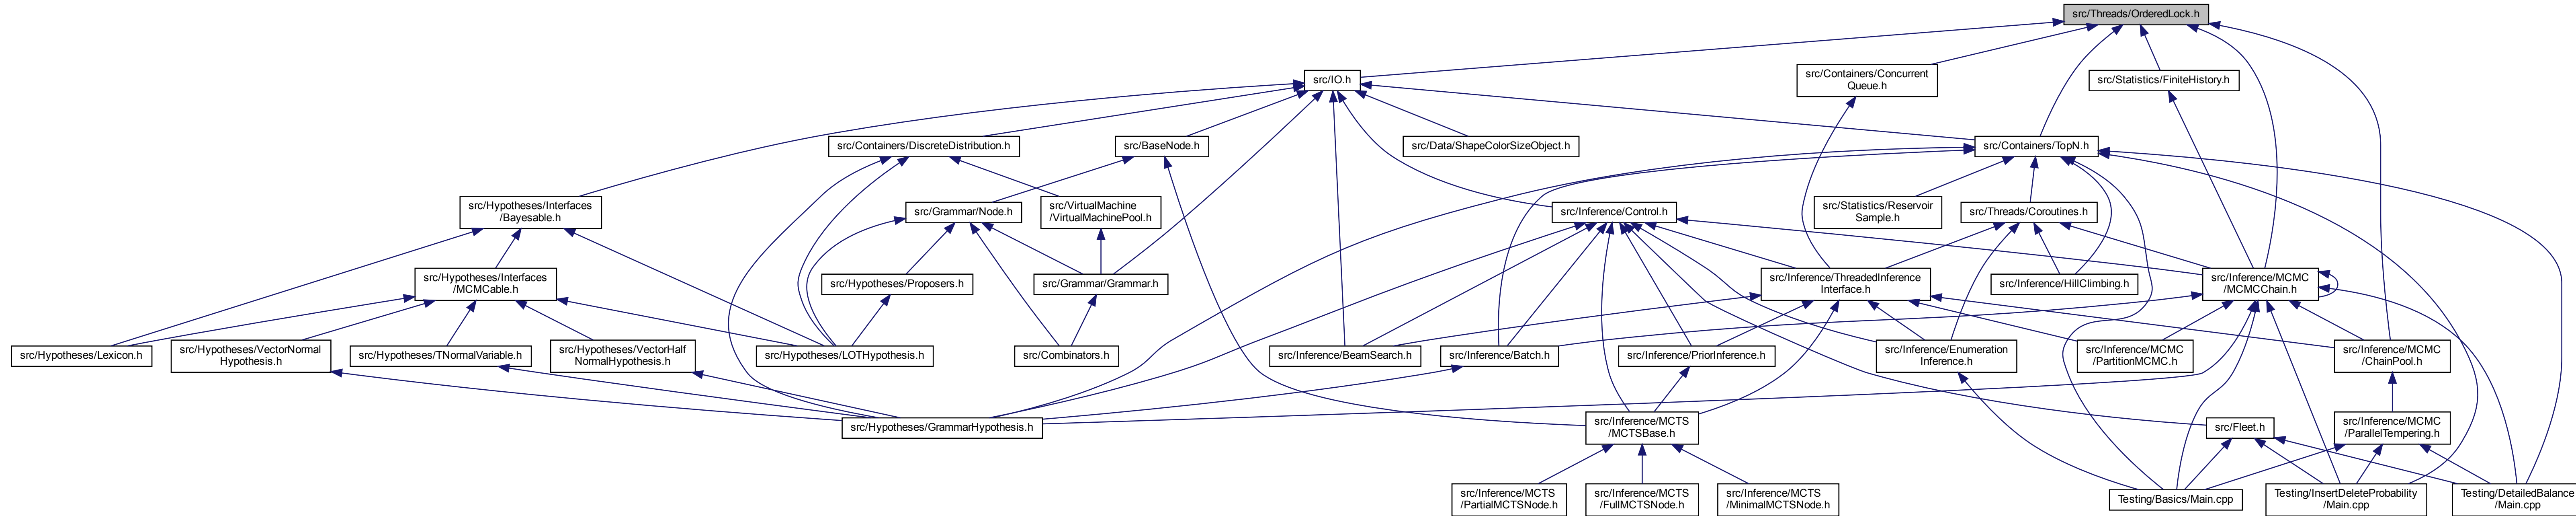 src/Threads/OrderedLock.h
src/IO.h
src/Containers/Concurrent
Queue.h
src/Statistics/FiniteHistory.h
src/Containers/DiscreteDistribution.h
src/BaseNode.h
src/Data/ShapeColorSizeObject.h
src/Containers/TopN.h
src/Hypotheses/Interfaces
/Bayesable.h
src/Grammar/Node.h
src/VirtualMachine
/VirtualMachinePool.h
src/Inference/Control.h
src/Statistics/Reservoir
Sample.h
src/Threads/Coroutines.h
src/Hypotheses/Interfaces
/MCMCable.h
src/Hypotheses/Proposers.h
src/Grammar/Grammar.h
src/Inference/ThreadedInference
Interface.h
src/Inference/HillClimbing.h
src/Inference/MCMC
/MCMCChain.h
src/Hypotheses/Lexicon.h
src/Hypotheses/VectorNormal
Hypothesis.h
src/Hypotheses/TNormalVariable.h
src/Hypotheses/VectorHalf
NormalHypothesis.h
src/Hypotheses/LOTHypothesis.h
src/Combinators.h
src/Inference/BeamSearch.h
src/Inference/Batch.h
src/Inference/PriorInference.h
src/Inference/Enumeration
Inference.h
src/Inference/MCMC
/PartitionMCMC.h
src/Inference/MCMC
/ChainPool.h
src/Hypotheses/GrammarHypothesis.h
src/Inference/MCTS
/MCTSBase.h
src/Fleet.h
src/Inference/MCMC
/ParallelTempering.h
src/Inference/MCTS
/PartialMCTSNode.h
src/Inference/MCTS
/FullMCTSNode.h
src/Inference/MCTS
/MinimalMCTSNode.h
Testing/Basics/Main.cpp
Testing/InsertDeleteProbability
/Main.cpp
Testing/DetailedBalance
/Main.cpp